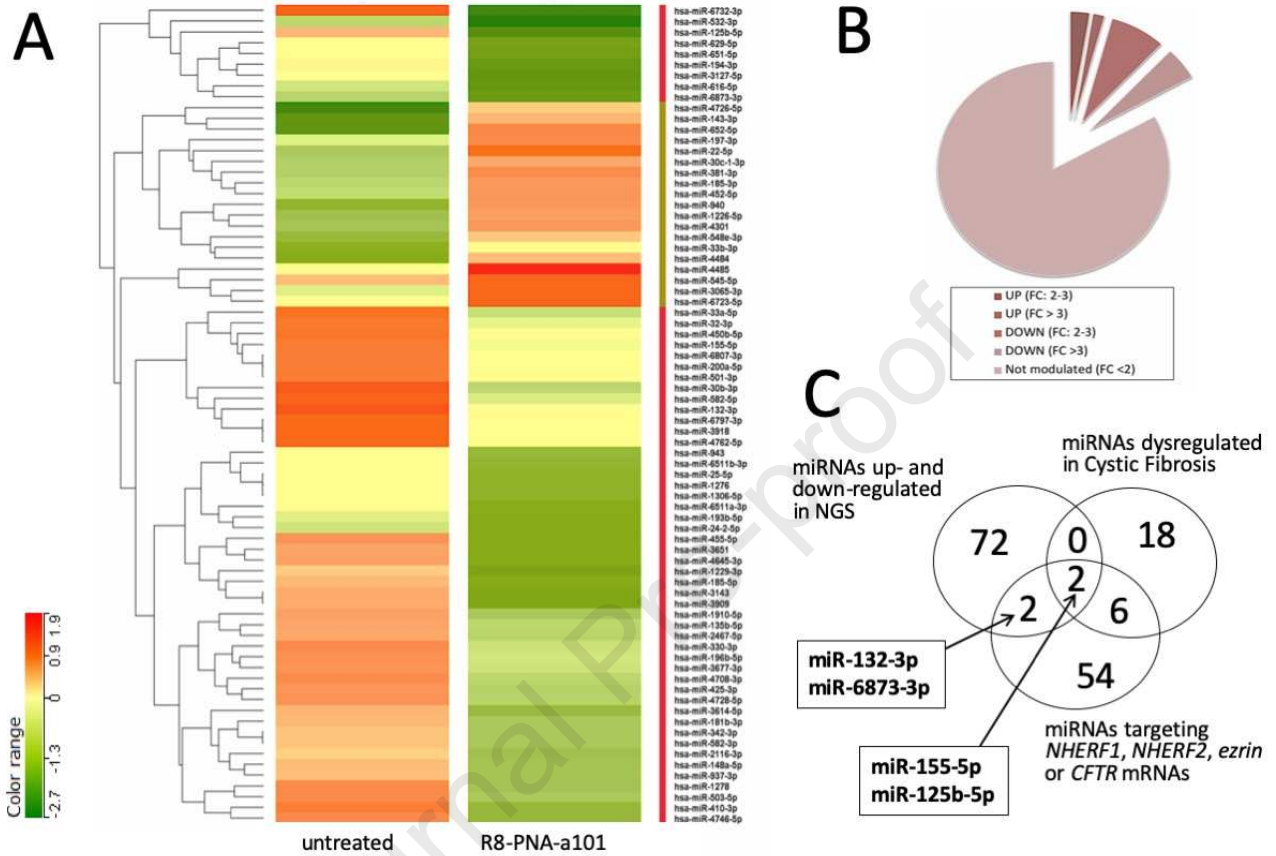 A
hsa-miR-6732-3p
hsa-miR-532-3p
hsa-miR-125b-5p
hsa-miR-629-5p
hsa-miR-651-5p
hsa-miR-194-3p
hsa-miR-3127-5p
hsa-miR-616-5p
hsa-miR-6873-3p
hsa-miR-4726-5p
hsa-miR-143-3p
hsa-miR-652-5p
hsa-miR-197-3p
hsa-miR-22-5p
hsa-miR-30c-1-3p
hsa-miR-381-3p
hsa-miR-185-3p
hsa-miR-452-5p
hsa-miR-940
hsa-miR-1226-5p
hsa-miR-4301
hsa-miR-548e-3p
hsa-miR-33b-3p
hsa-miR-4484
hsa-miR-4485
hsa-miR-545-5p
hsa-miR-3065-3p
hsa-miR-6723-5p
hsa-miR-33a-5p
hsa-miR-32-3p
hsa-miR-450b-5p
hsa-miR-155-5p
hsa-miR-6807-3p
hsa-miR-200a-5p
hsa-miR-501-3p
hsa-miR-30b-3p
hsa-miR-582-5p
hsa-miR-132-3p
hsa-miR-6797-3p
hsa-miR-3918
hsa-miR-4762-5p
hsa-miR-943
hsa-miR-6511b-3p
hsa-miR-25-5p
hsa-miR-1276
hsa-miR-1306-5p
hsa-miR-6511a-3p
hsa-miR-193b-5p
hsa-miR-24-2-5p
hsa-miR-455-5p
hsa-miR-3651
hsa-miR-4645-3p
hsa-miR-1229-3p
hsa-miR-185-5p
hsa-miR-3143
hsa-miR-3909
hsa-miR-1910-5p
hsa-miR-135b-5p
hsa-miR-2467-5p
hsa-miR-330-3p
hsa-miR-196b-5p
hsa-miR-3677-3p
hsa-miR-4708-3p
hsa-miR-425-3p
hsa-miR-4728-5p
hsa-miR-3614-5p
hsa-miR-181b-3p
hsa-miR-342-3p
hsa-miR-582-3p
hsa-miR-2116-3p
hsa-miR-148a-5p
hsa-miR-937-3p
hsa-miR-1278
hsa-miR-503-5p
hsa-miR-410-3p
hsa-miR-4746-5p
Color range
-2.7 -1.3 0 0.9 1.9
untreated
R8-PNA-a101
B
UP (FC: 2-3)
UP (FC > 3)
DOWN (FC: 2-3)
DOWN (FC >3)
Not modulated (FC <2)
C
miRNAs up- and
down-regulated
in NGS
miRNAs dysregulated
in Cystic Fibrosis
72
0
18
2
2
6
54
miR-132-3p
miR-6873-3p
miR-155-5p
miR-125b-5p
miRNAs targeting
NHERF1, NHERF2, ezrin
or CFTR mRNAs
urnal Pre-proof